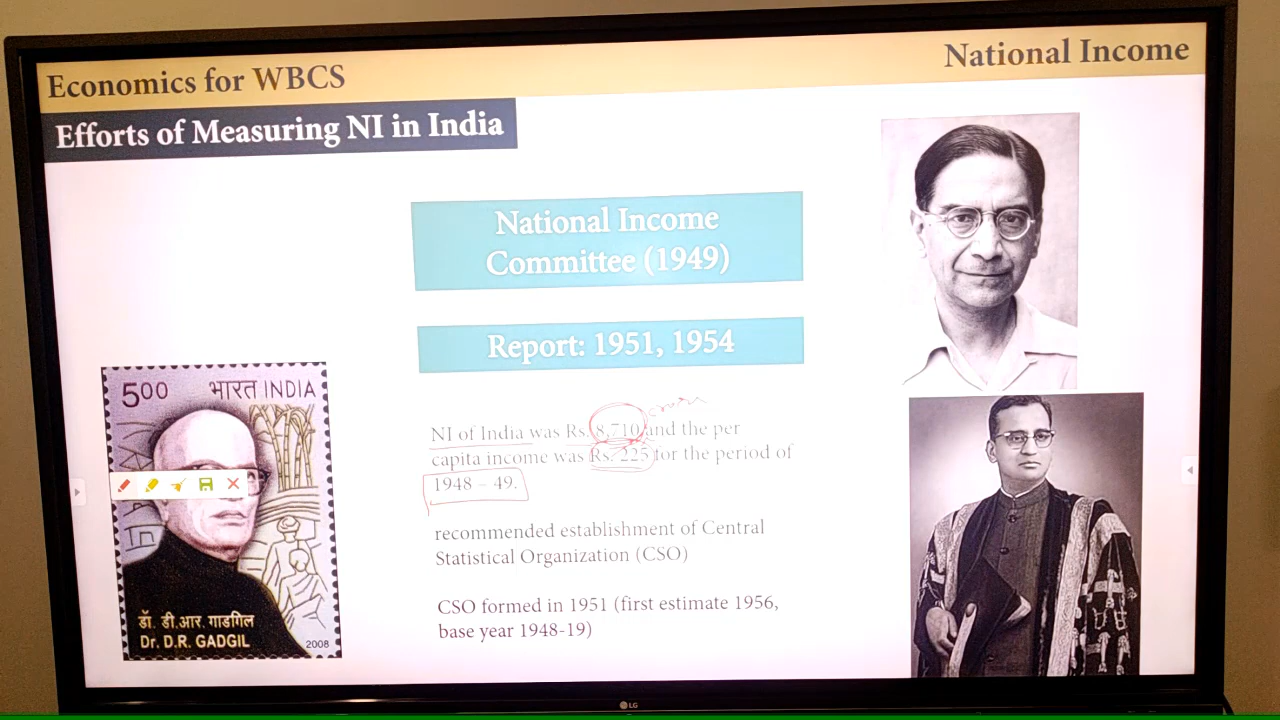 Economics for WBCS
National Income
Efforts of Measuring NI in India
National Income
Committee (1949)
Report: 1951, 1954
NI of India was Rs. 8,710 and the per
capita income was Rs. 225 for the period of
1948 – 49.
recommended establishment of Central
Statistical Organization (CSO)
CSO formed in 1951 (first estimate 1956,
base year 1948-19)
500 भारत INDIA
डॉ. डी.आर. गाडगिल
Dr. D.R. GADGIL
2008
LG